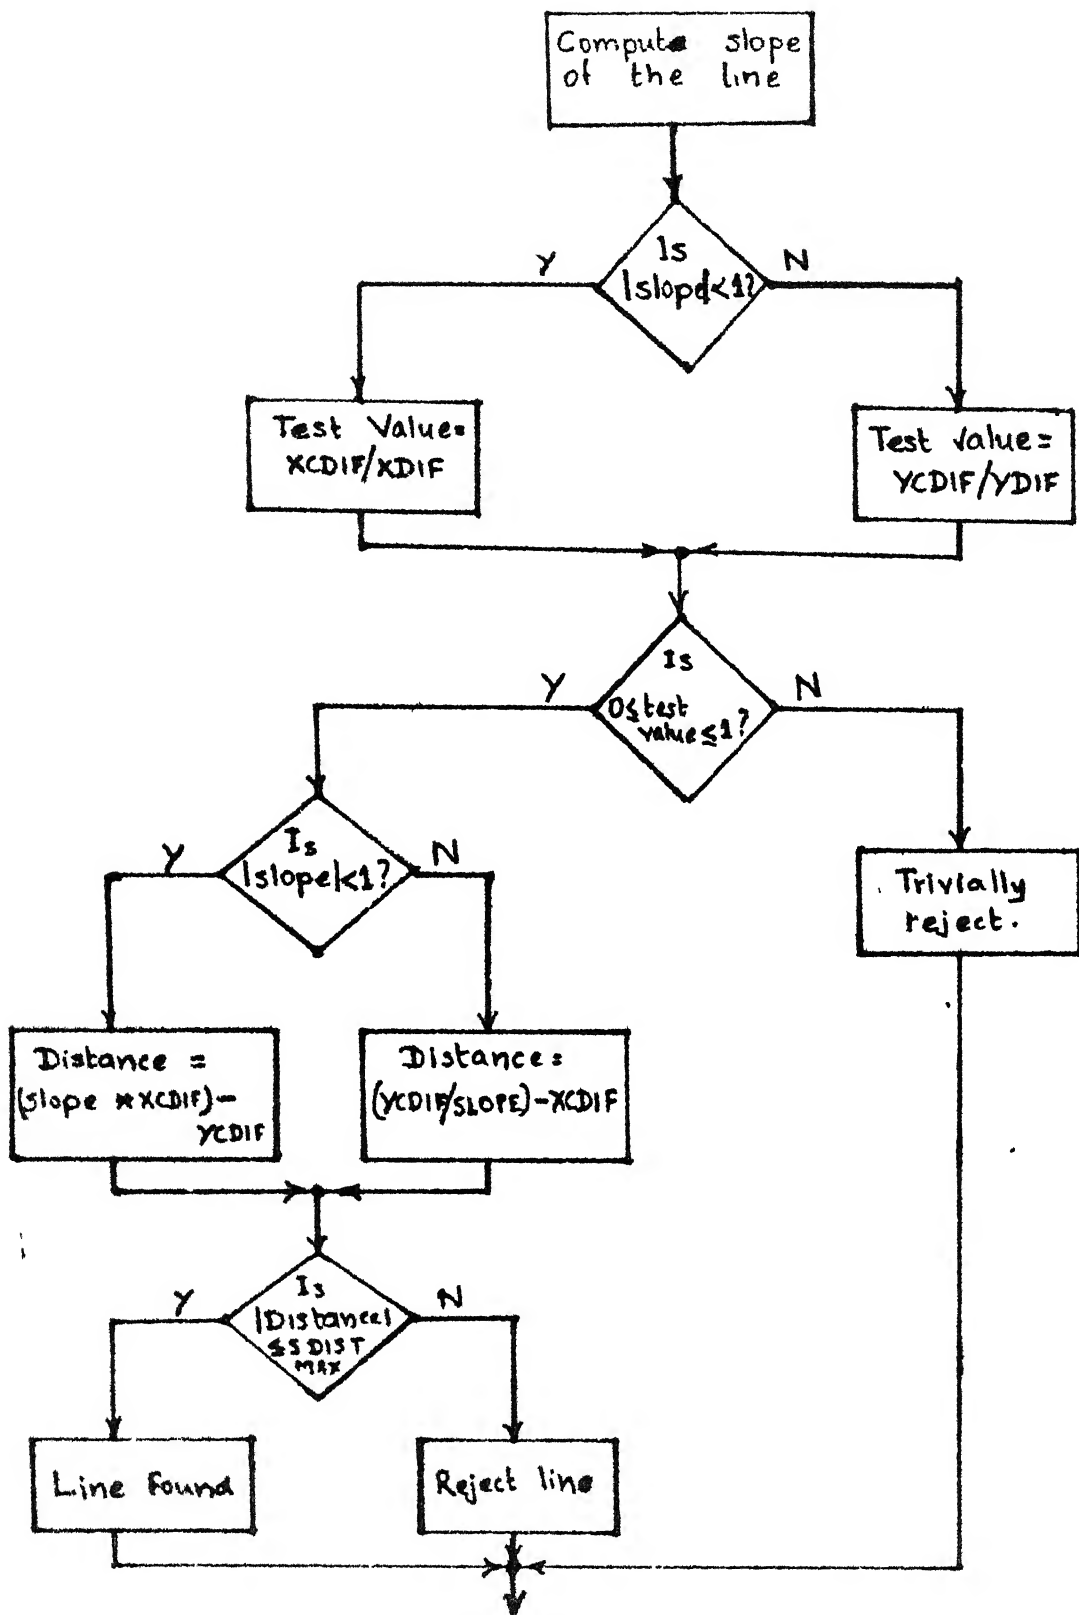 Compute slope
of the line
Is
|slope|<1?
Y
N
Test Value=
XCDIF/XDIF
Test Value=
YCDIF/YDIF
Is
0≤test
value≤1?
Y
N
Is
|slope|<1?
Y
N
Trivially
reject.
Distance =
(slope * XCDIF)-
YCDIF
Distance=
(YCDIF/SLOPE)-XCDIF
Is
|Distance|
≤SDIST
MAX
Y
N
Line Found
Reject line